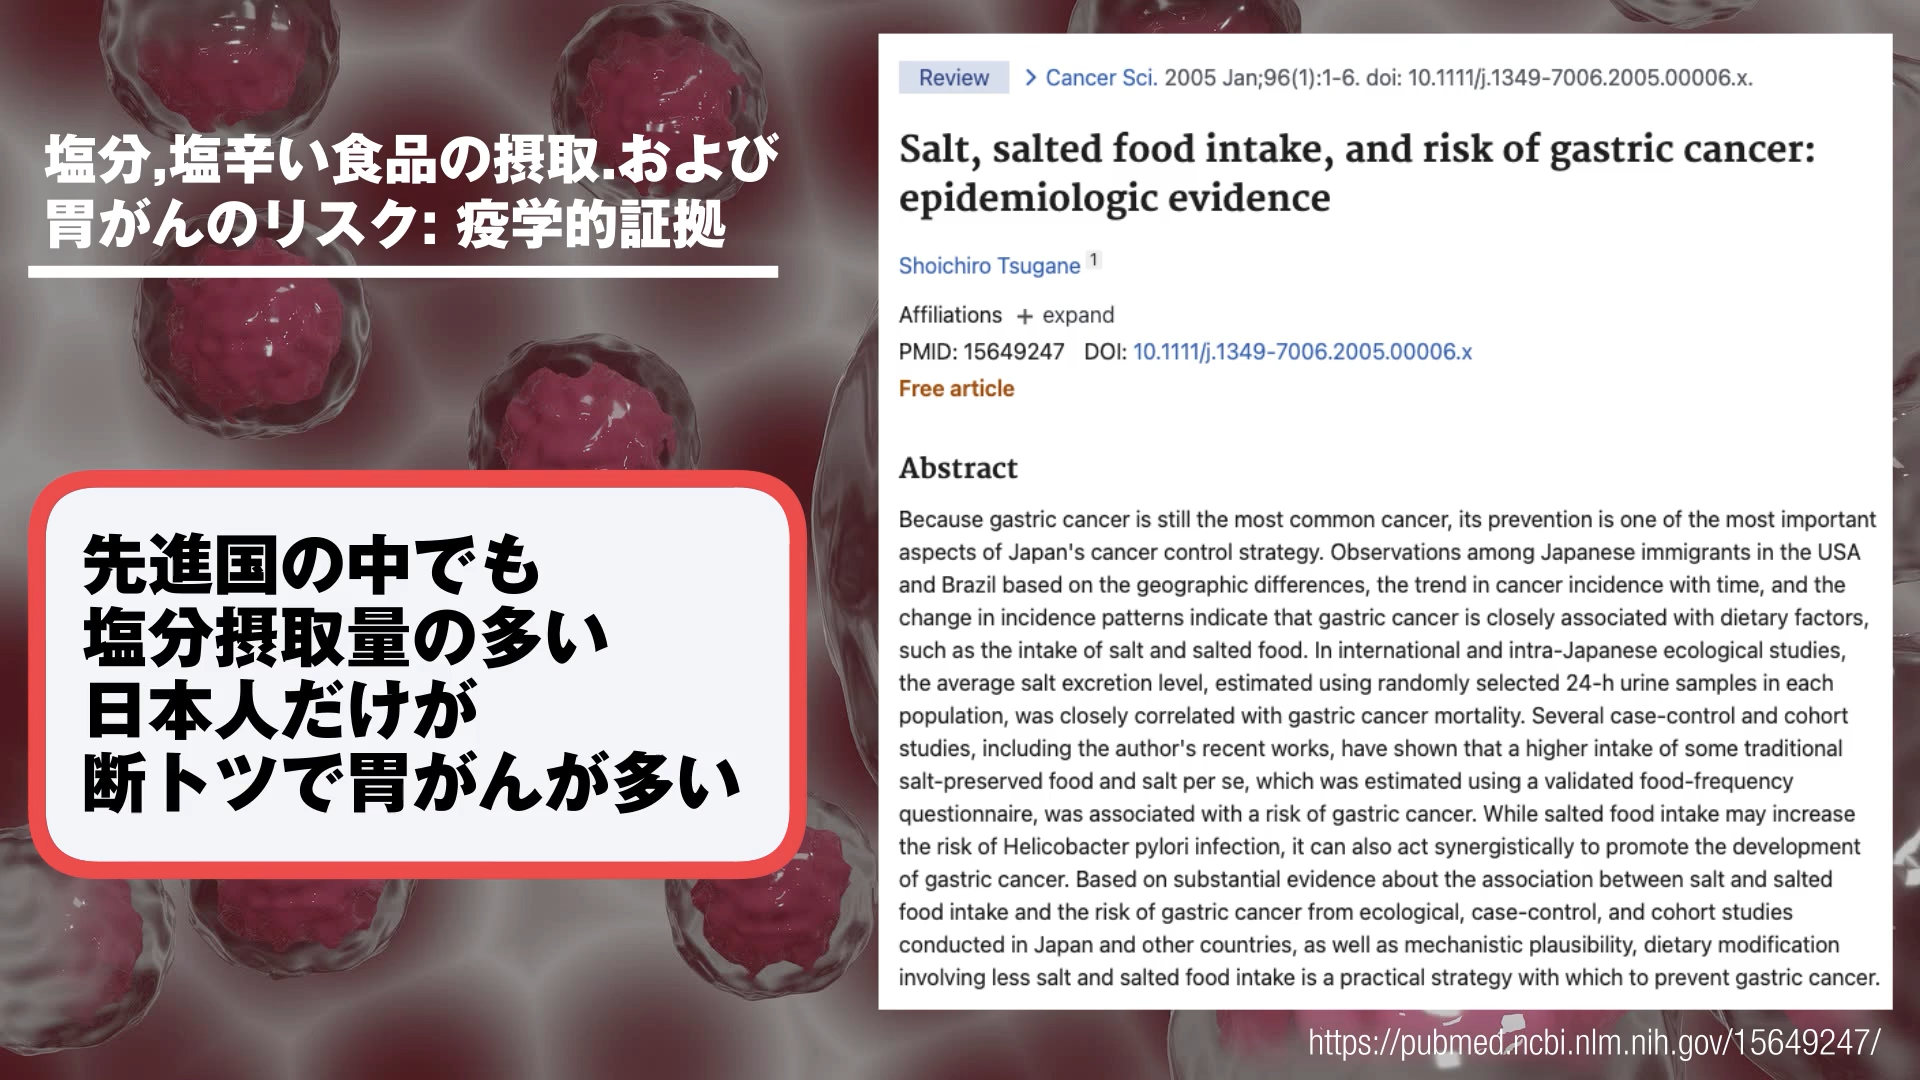 塩分,塩辛い食品の摂取.および
胃がんのリスク: 疫学的証拠
先進国の中でも
塩分摂取量の多い
日本人だけが
断トツで胃がんが多い
Review > Cancer Sci. 2005 Jan;96(1):1-6. doi: 10.1111/j.1349-7006.2005.00006.x.
Salt, salted food intake, and risk of gastric cancer:
epidemiologic evidence
Shoichiro Tsugane 1
Affiliations + expand
PMID: 15649247 DOI: 10.1111/j.1349-7006.2005.00006.x
Free article
Abstract
Because gastric cancer is still the most common cancer, its prevention is one of the most important
aspects of Japan's cancer control strategy. Observations among Japanese immigrants in the USA
and Brazil based on the geographic differences, the trend in cancer incidence with time, and the
change in incidence patterns indicate that gastric cancer is closely associated with dietary factors,
such as the intake of salt and salted food. In international and intra-Japanese ecological studies,
the average salt excretion level, estimated using randomly selected 24-h urine samples in each
population, was closely correlated with gastric cancer mortality. Several case-control and cohort
studies, including the author's recent works, have shown that a higher intake of some traditional
salt-preserved food and salt per se, which was estimated using a validated food-frequency
questionnaire, was associated with a risk of gastric cancer. While salted food intake may increase
the risk of Helicobacter pylori infection, it can also act synergistically to promote the development
of gastric cancer. Based on substantial evidence about the association between salt and salted
food intake and the risk of gastric cancer from ecological, case-control, and cohort studies
conducted in Japan and other countries, as well as mechanistic plausibility, dietary modification
involving less salt and salted food intake is a practical strategy with which to prevent gastric cancer.
https://pubmed.ncbi.nlm.nih.gov/15649247/